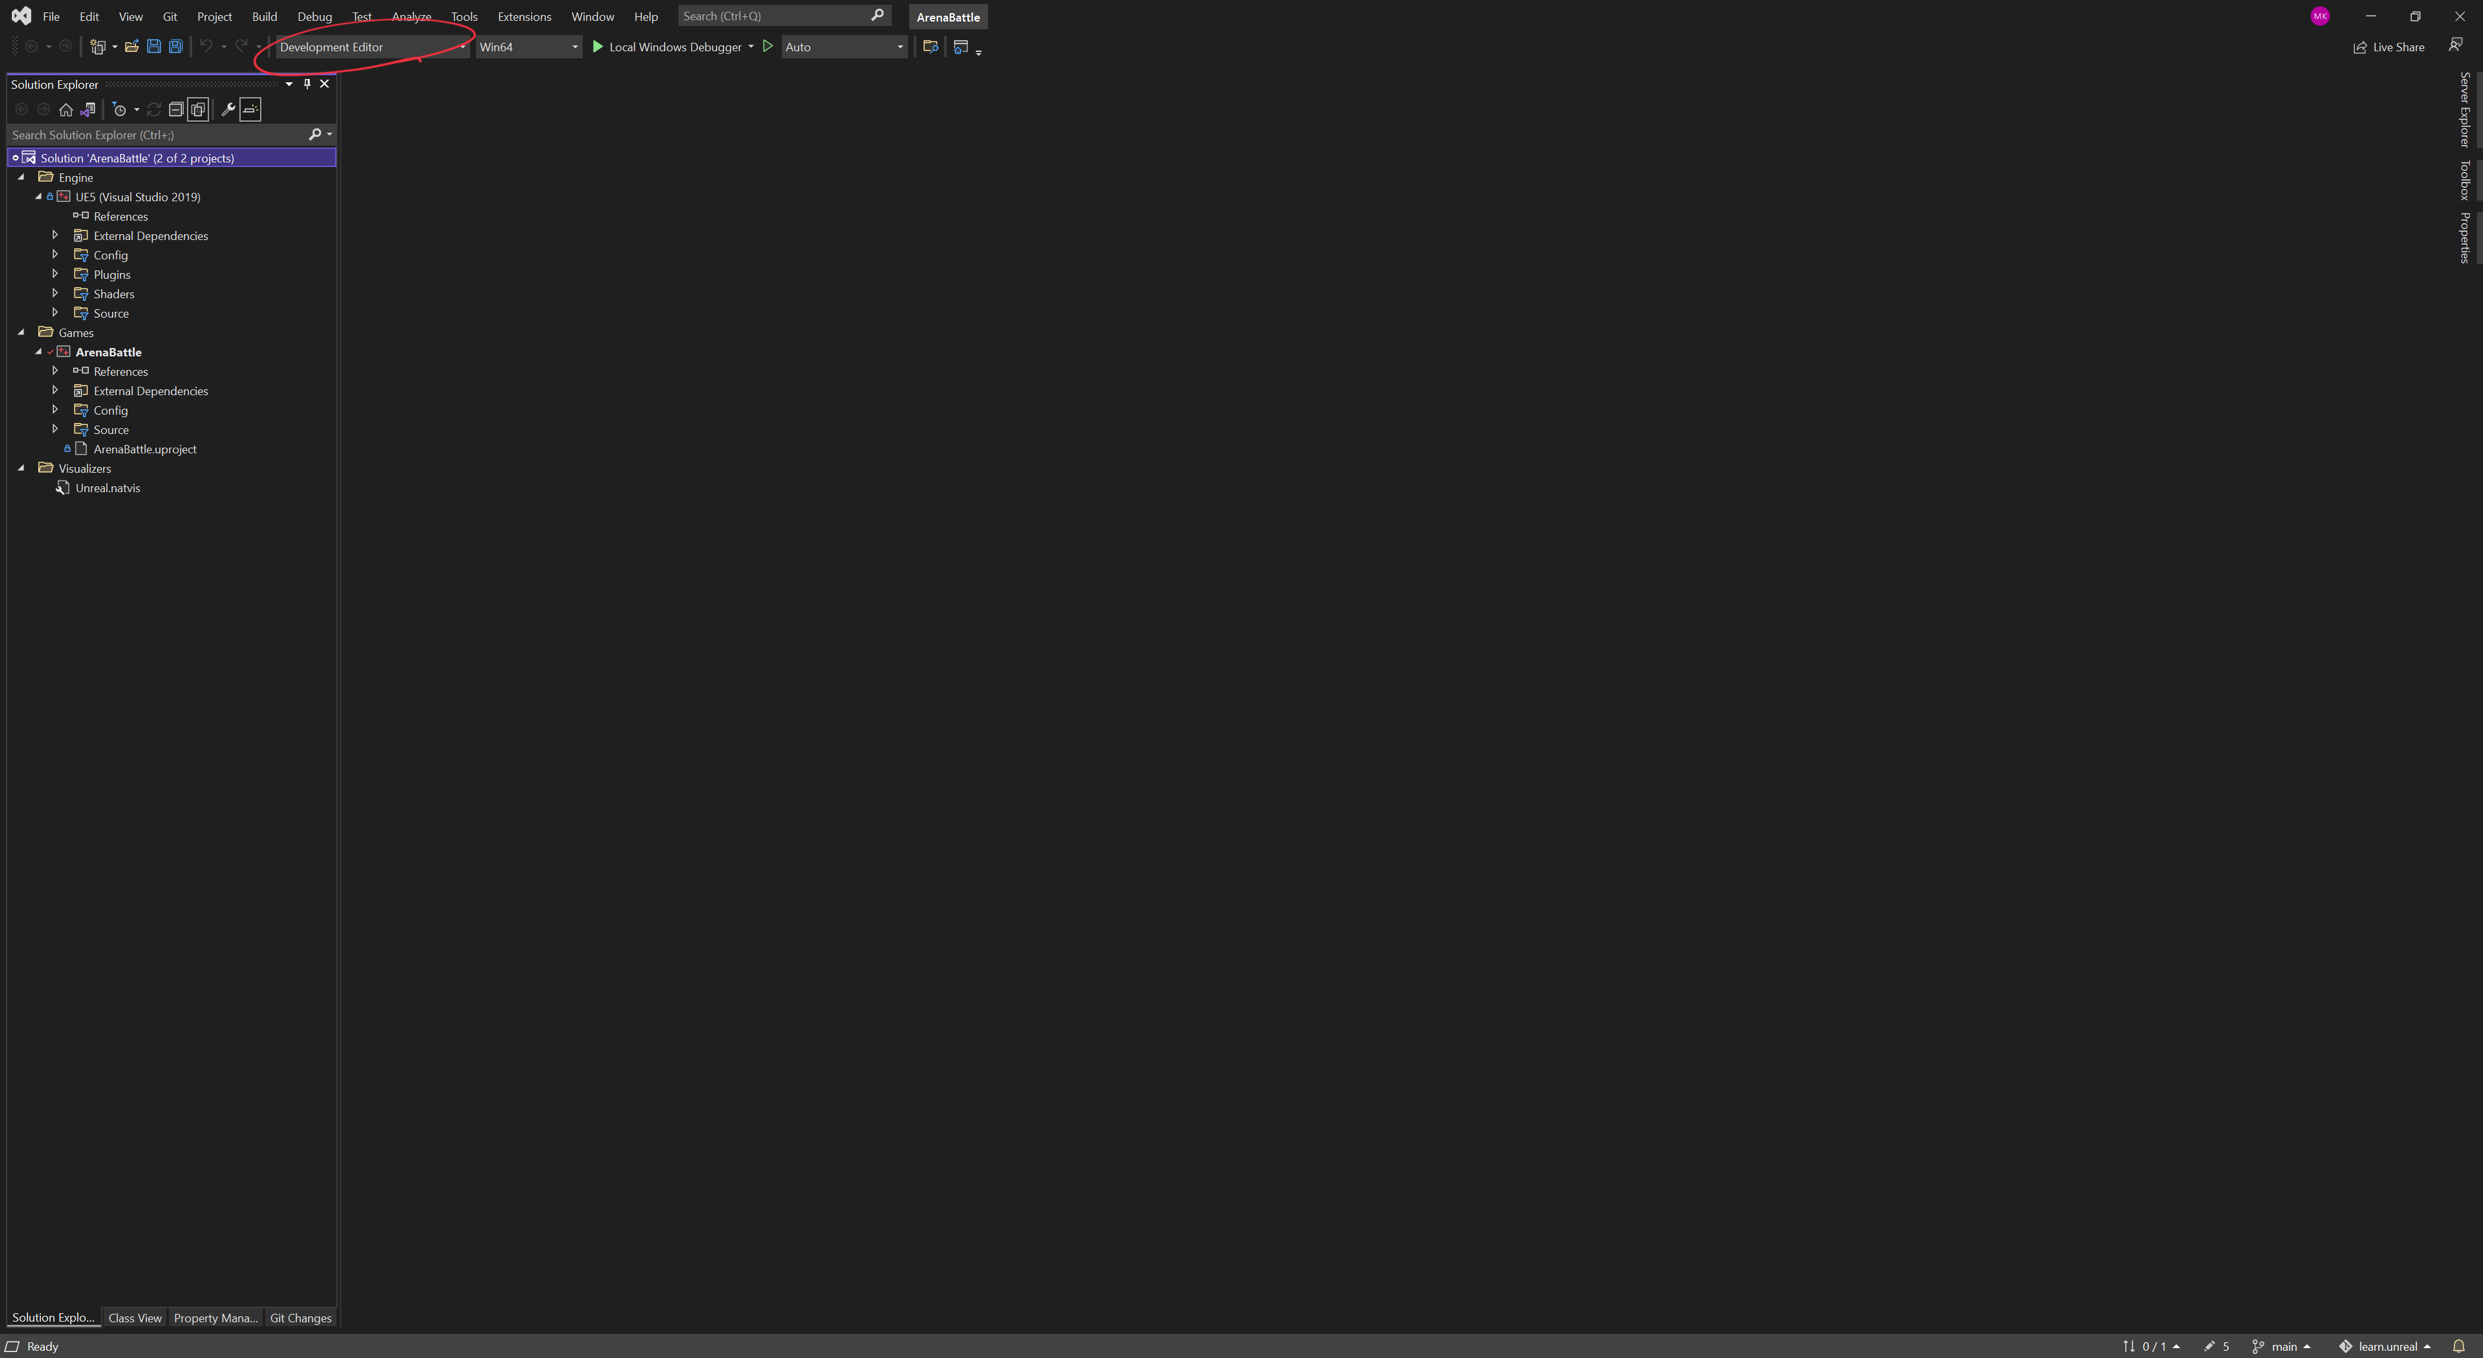 File Edit View Git Project Build Debug Test Analyze Tools Extensions Window Help Search (Ctrl+Q) ArenaBattle MK
Development Editor Win64 Local Windows Debugger Auto Live Share
Solution Explorer
Search Solution Explorer (Ctrl+;)
Solution 'ArenaBattle' (2 of 2 projects)
Engine
UE5 (Visual Studio 2019)
References
External Dependencies
Config
Plugins
Shaders
Source
Games
ArenaBattle
References
External Dependencies
Config
Source
ArenaBattle.uproject
Visualizers
Unreal.natvis
Server Explorer
Toolbox
Properties
Solution Explo... Class View Property Mana... Git Changes
Ready 0 / 1 5 main learn.unreal